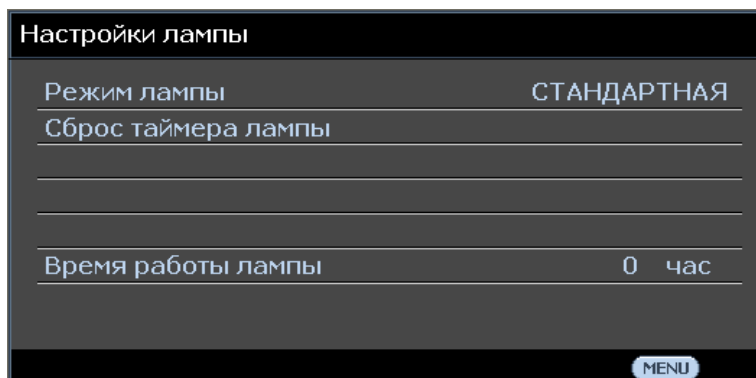 Настройки лампы
Режим лампы СТАНДАРТНАЯ
Сброс таймера лампы
Время работы лампы 0 час
MENU